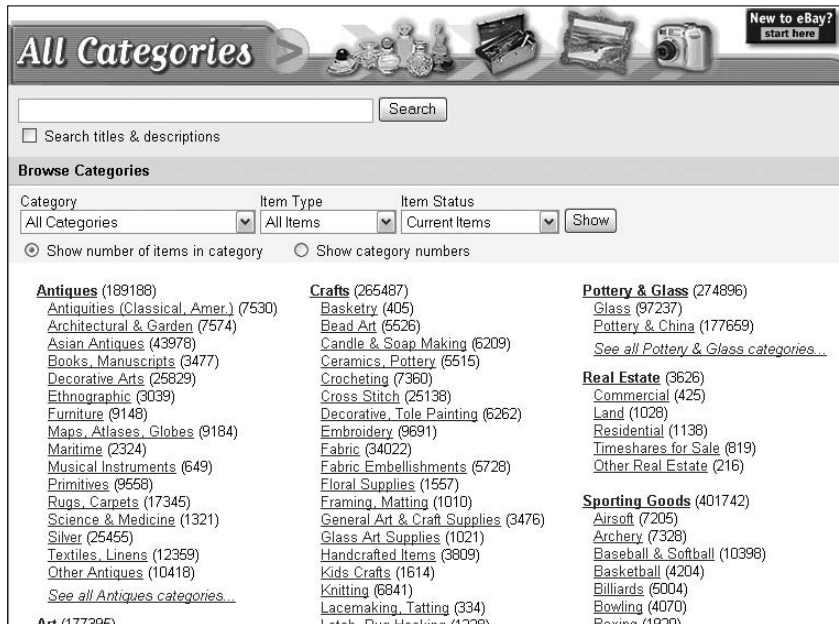 New to eBay?
start here
All Categories
Search
Search titles & descriptions
Browse Categories
Category Item Type Item Status
All Categories All Items Current Items Show
Show number of items in category Show category numbers
Antiques (189188)
Antiquities (Classical, Amer.) (7530)
Architectural & Garden (7574)
Asian Antiques (43978)
Books, Manuscripts (3477)
Decorative Arts (25829)
Ethnographic (3039)
Furniture (9148)
Maps, Atlases, Globes (9184)
Maritime (2324)
Musical Instruments (649)
Primitives (9558)
Rugs, Carpets (17345)
Science & Medicine (1321)
Silver (25455)
Textiles, Linens (12359)
Other Antiques (10418)
See all Antiques categories...
Art (177395)
Crafts (265487)
Basketry (405)
Bead Art (5526)
Candle & Soap Making (6209)
Ceramics, Pottery (5515)
Crocheting (7360)
Cross Stitch (25138)
Decorative, Tole Painting (6262)
Embroidery (9691)
Fabric (34022)
Fabric Embellishments (5728)
Floral Supplies (1557)
Framing, Matting (1010)
General Art & Craft Supplies (3476)
Glass Art Supplies (1021)
Handcrafted Items (3809)
Kids Crafts (1614)
Knitting (6841)
Lacemaking, Tatting (334)
Latch, Rug Hooking (1228)
Pottery & Glass (274896)
Glass (97237)
Pottery & China (177659)
See all Pottery & Glass categories...
Real Estate (3626)
Commercial (425)
Land (1028)
Residential (1138)
Timeshares for Sale (819)
Other Real Estate (216)
Sporting Goods (401742)
Airsoft (7205)
Archery (7328)
Baseball & Softball (10398)
Basketball (4204)
Billiards (5004)
Bowling (4070)
Boxing (1920)